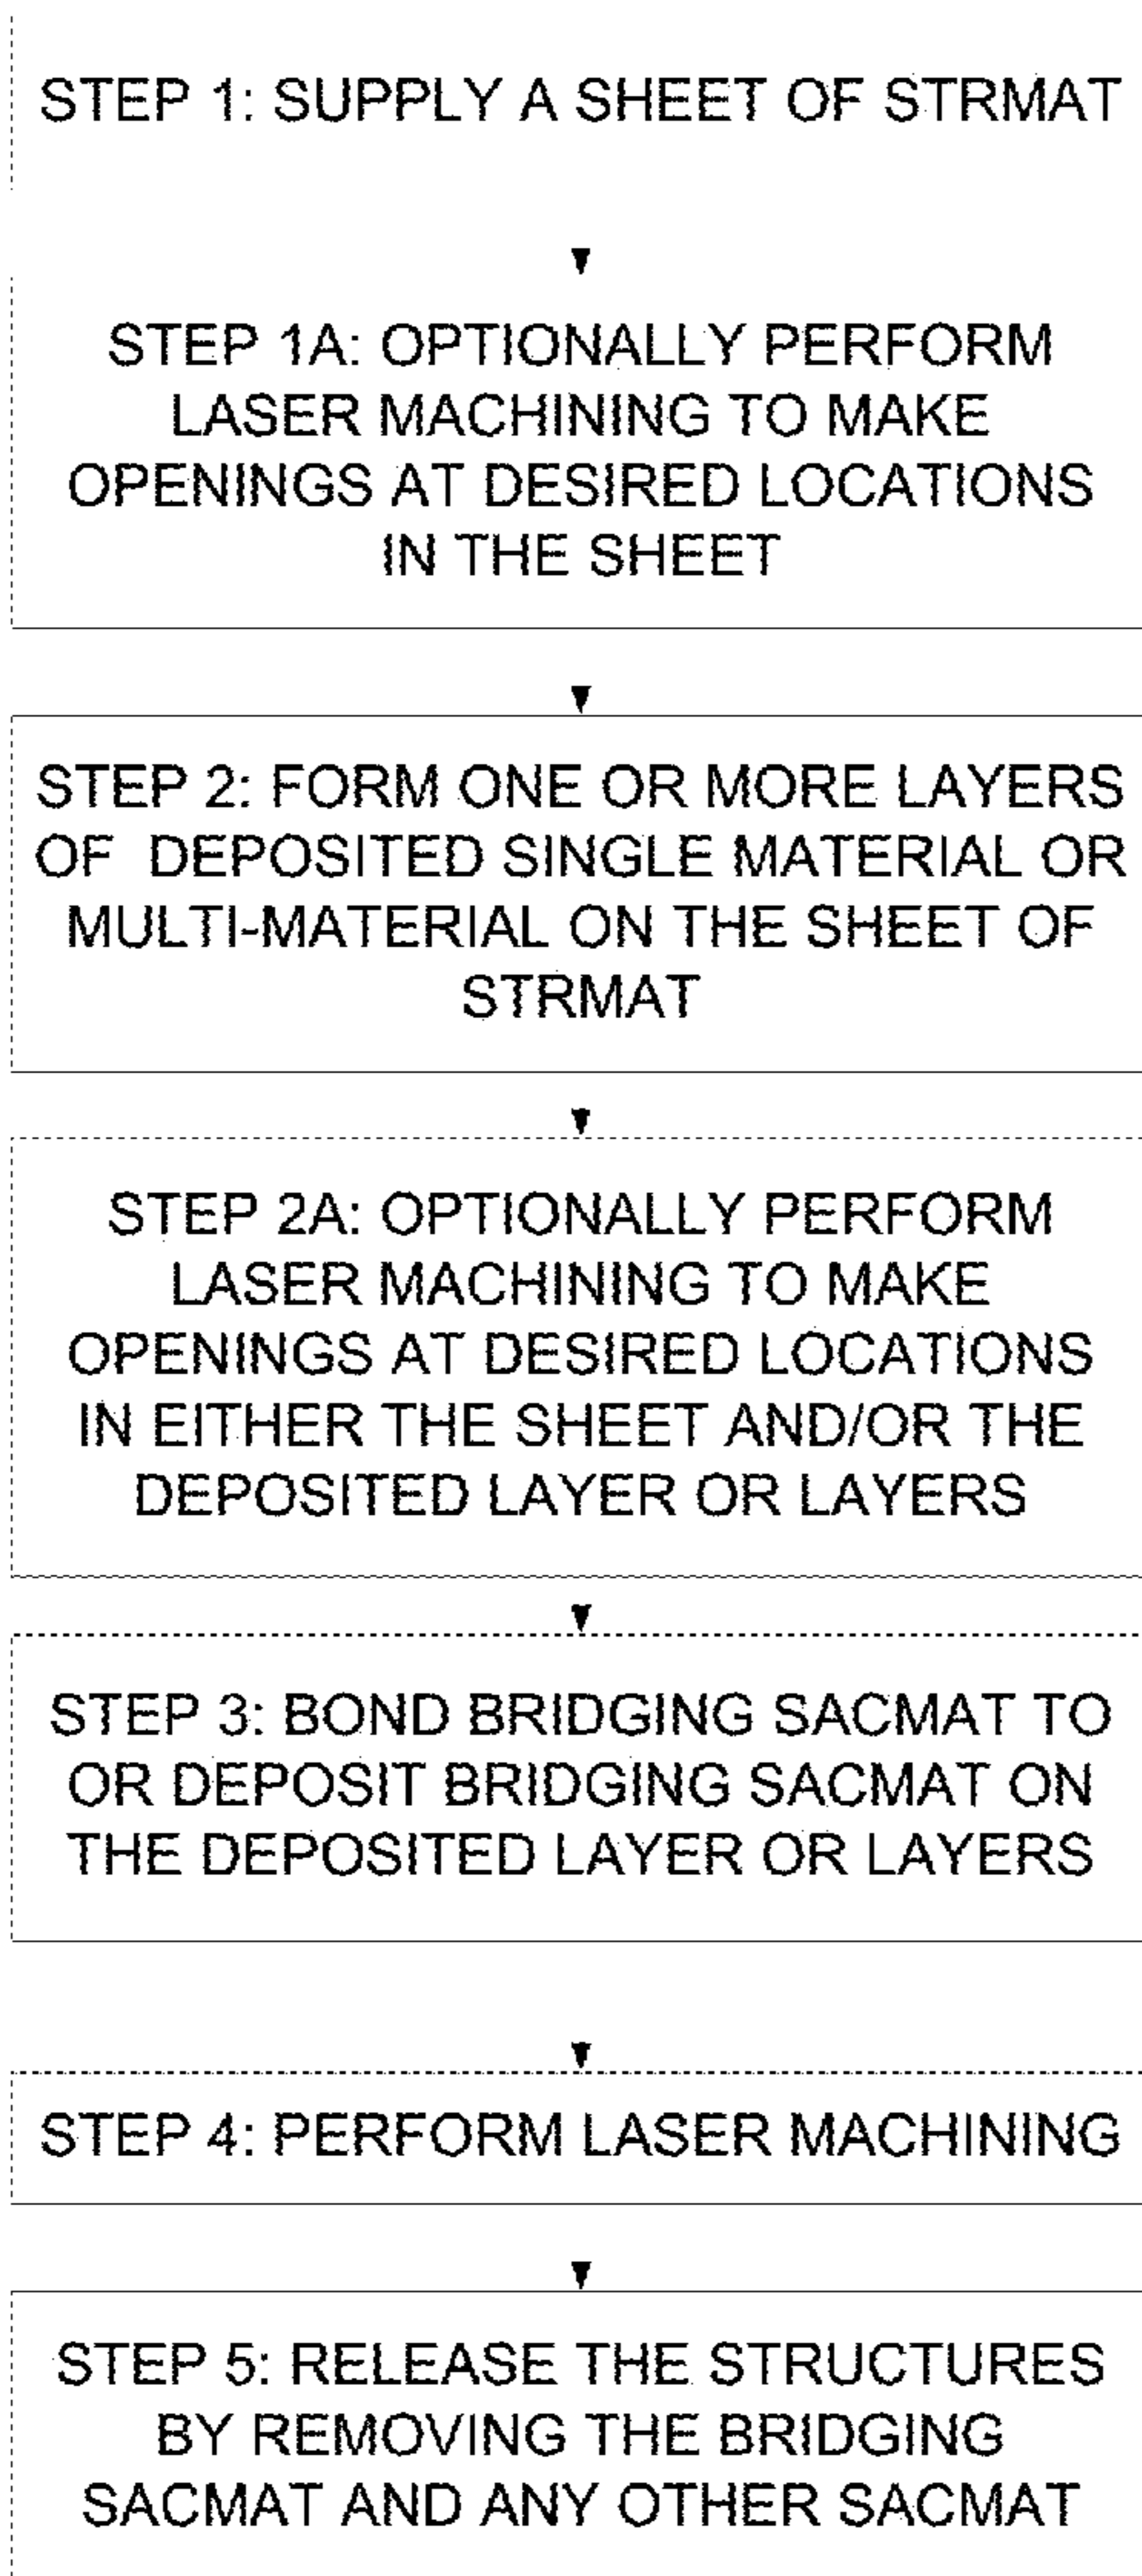 STEP 1: SUPPLY A SHEET OF STRMAT
STEP 1A: OPTIONALLY PERFORM
LASER MACHINING TO MAKE
OPENINGS AT DESIRED LOCATIONS
IN THE SHEET
STEP 2: FORM ONE OR MORE LAYERS
OF DEPOSITED SINGLE MATERIAL OR
MULTI-MATERIAL ON THE SHEET OF
STRMAT
STEP 2A: OPTIONALLY PERFORM
LASER MACHINING TO MAKE
OPENINGS AT DESIRED LOCATIONS
IN EITHER THE SHEET AND/OR THE
DEPOSITED LAYER OR LAYERS
STEP 3: BOND BRIDGING SACMAT TO
OR DEPOSIT BRIDGING SACMAT ON
THE DEPOSITED LAYER OR LAYERS
STEP 4: PERFORM LASER MACHINING
STEP 5: RELEASE THE STRUCTURES
BY REMOVING THE BRIDGING
SACMAT AND ANY OTHER SACMAT